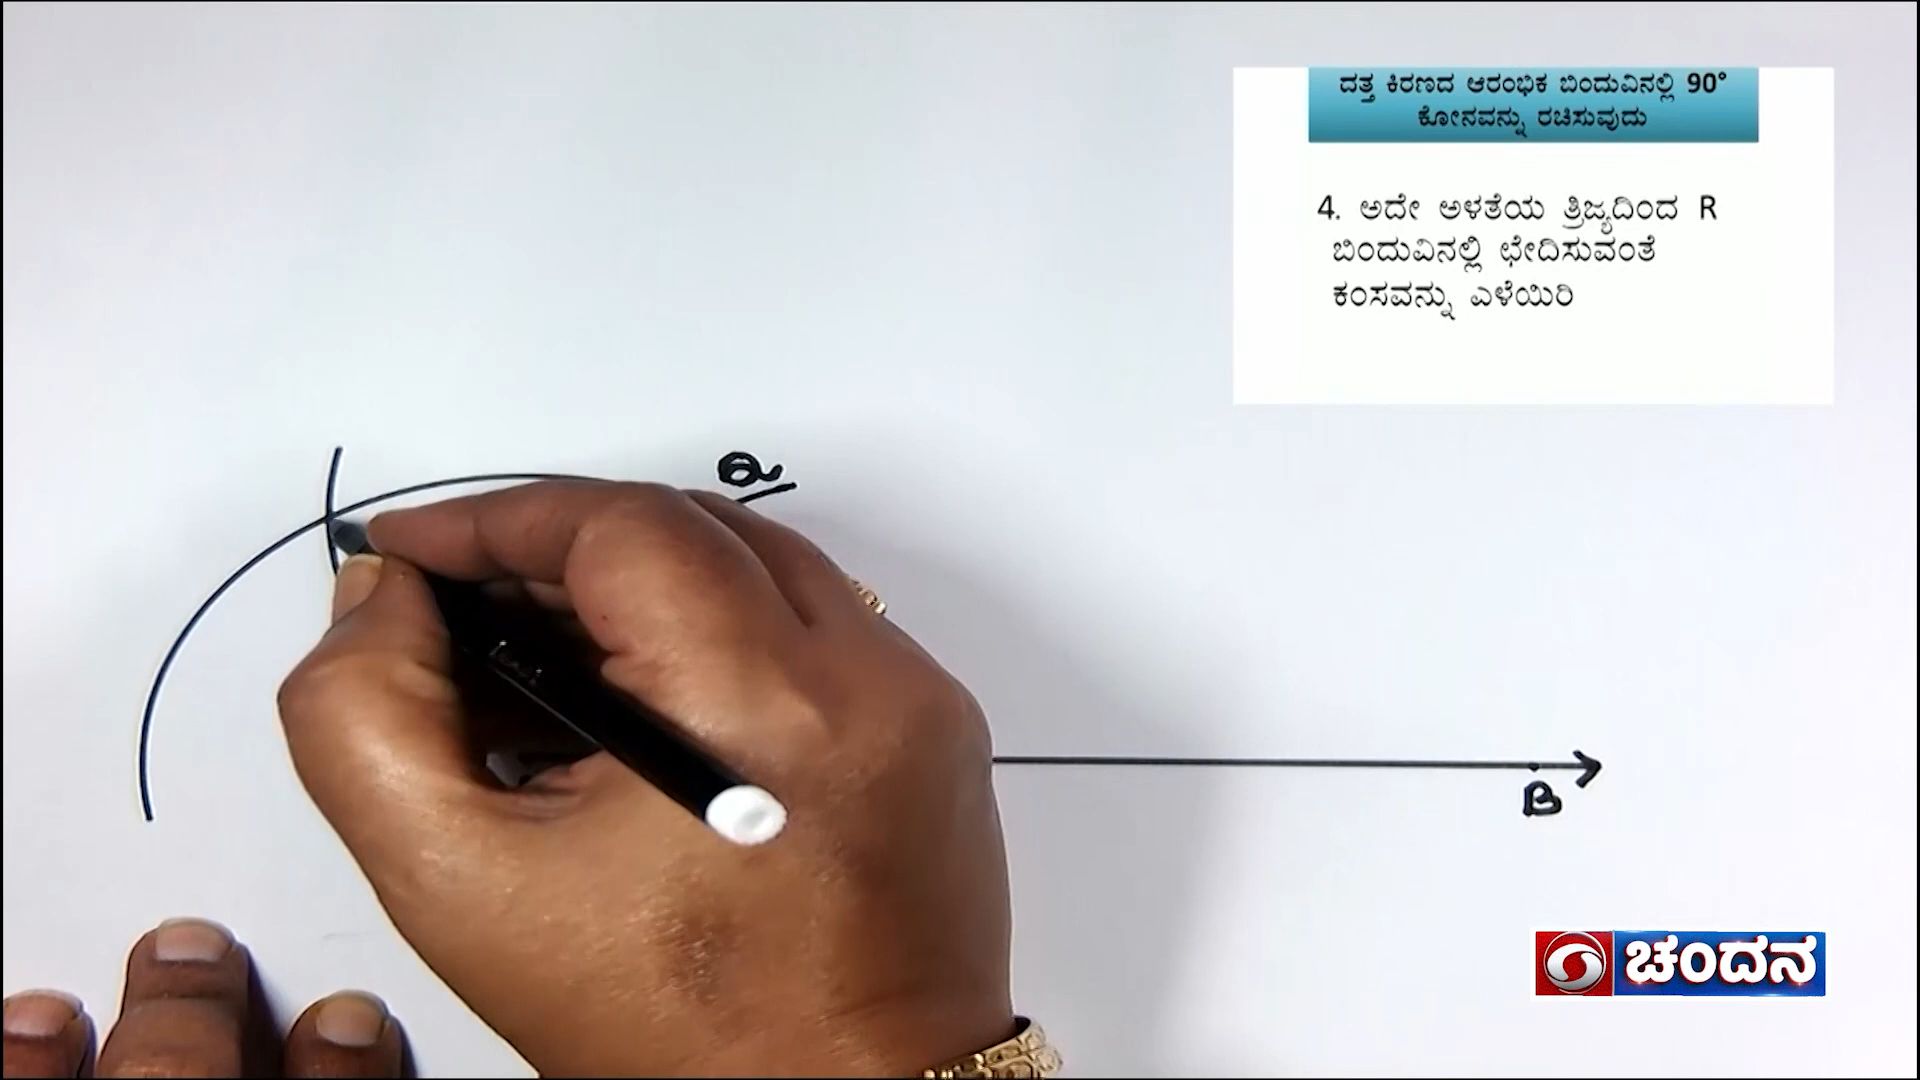 ದತ್ತ ಕಿರಣದ ಆರಂಭಿಕ ಬಿಂದುವಿನಲ್ಲಿ 90°
ಕೋನವನ್ನು ರಚಿಸುವುದು
4. ಅದೇ ಅಳತೆಯ ತ್ರಿಜ್ಯದಿಂದ R
ಬಿಂದುವಿನಲ್ಲಿ ಛೇದಿಸುವಂತೆ
ಕಂಸವನ್ನು ಎಳೆಯಿರಿ
Q
B
ಚಂದನ